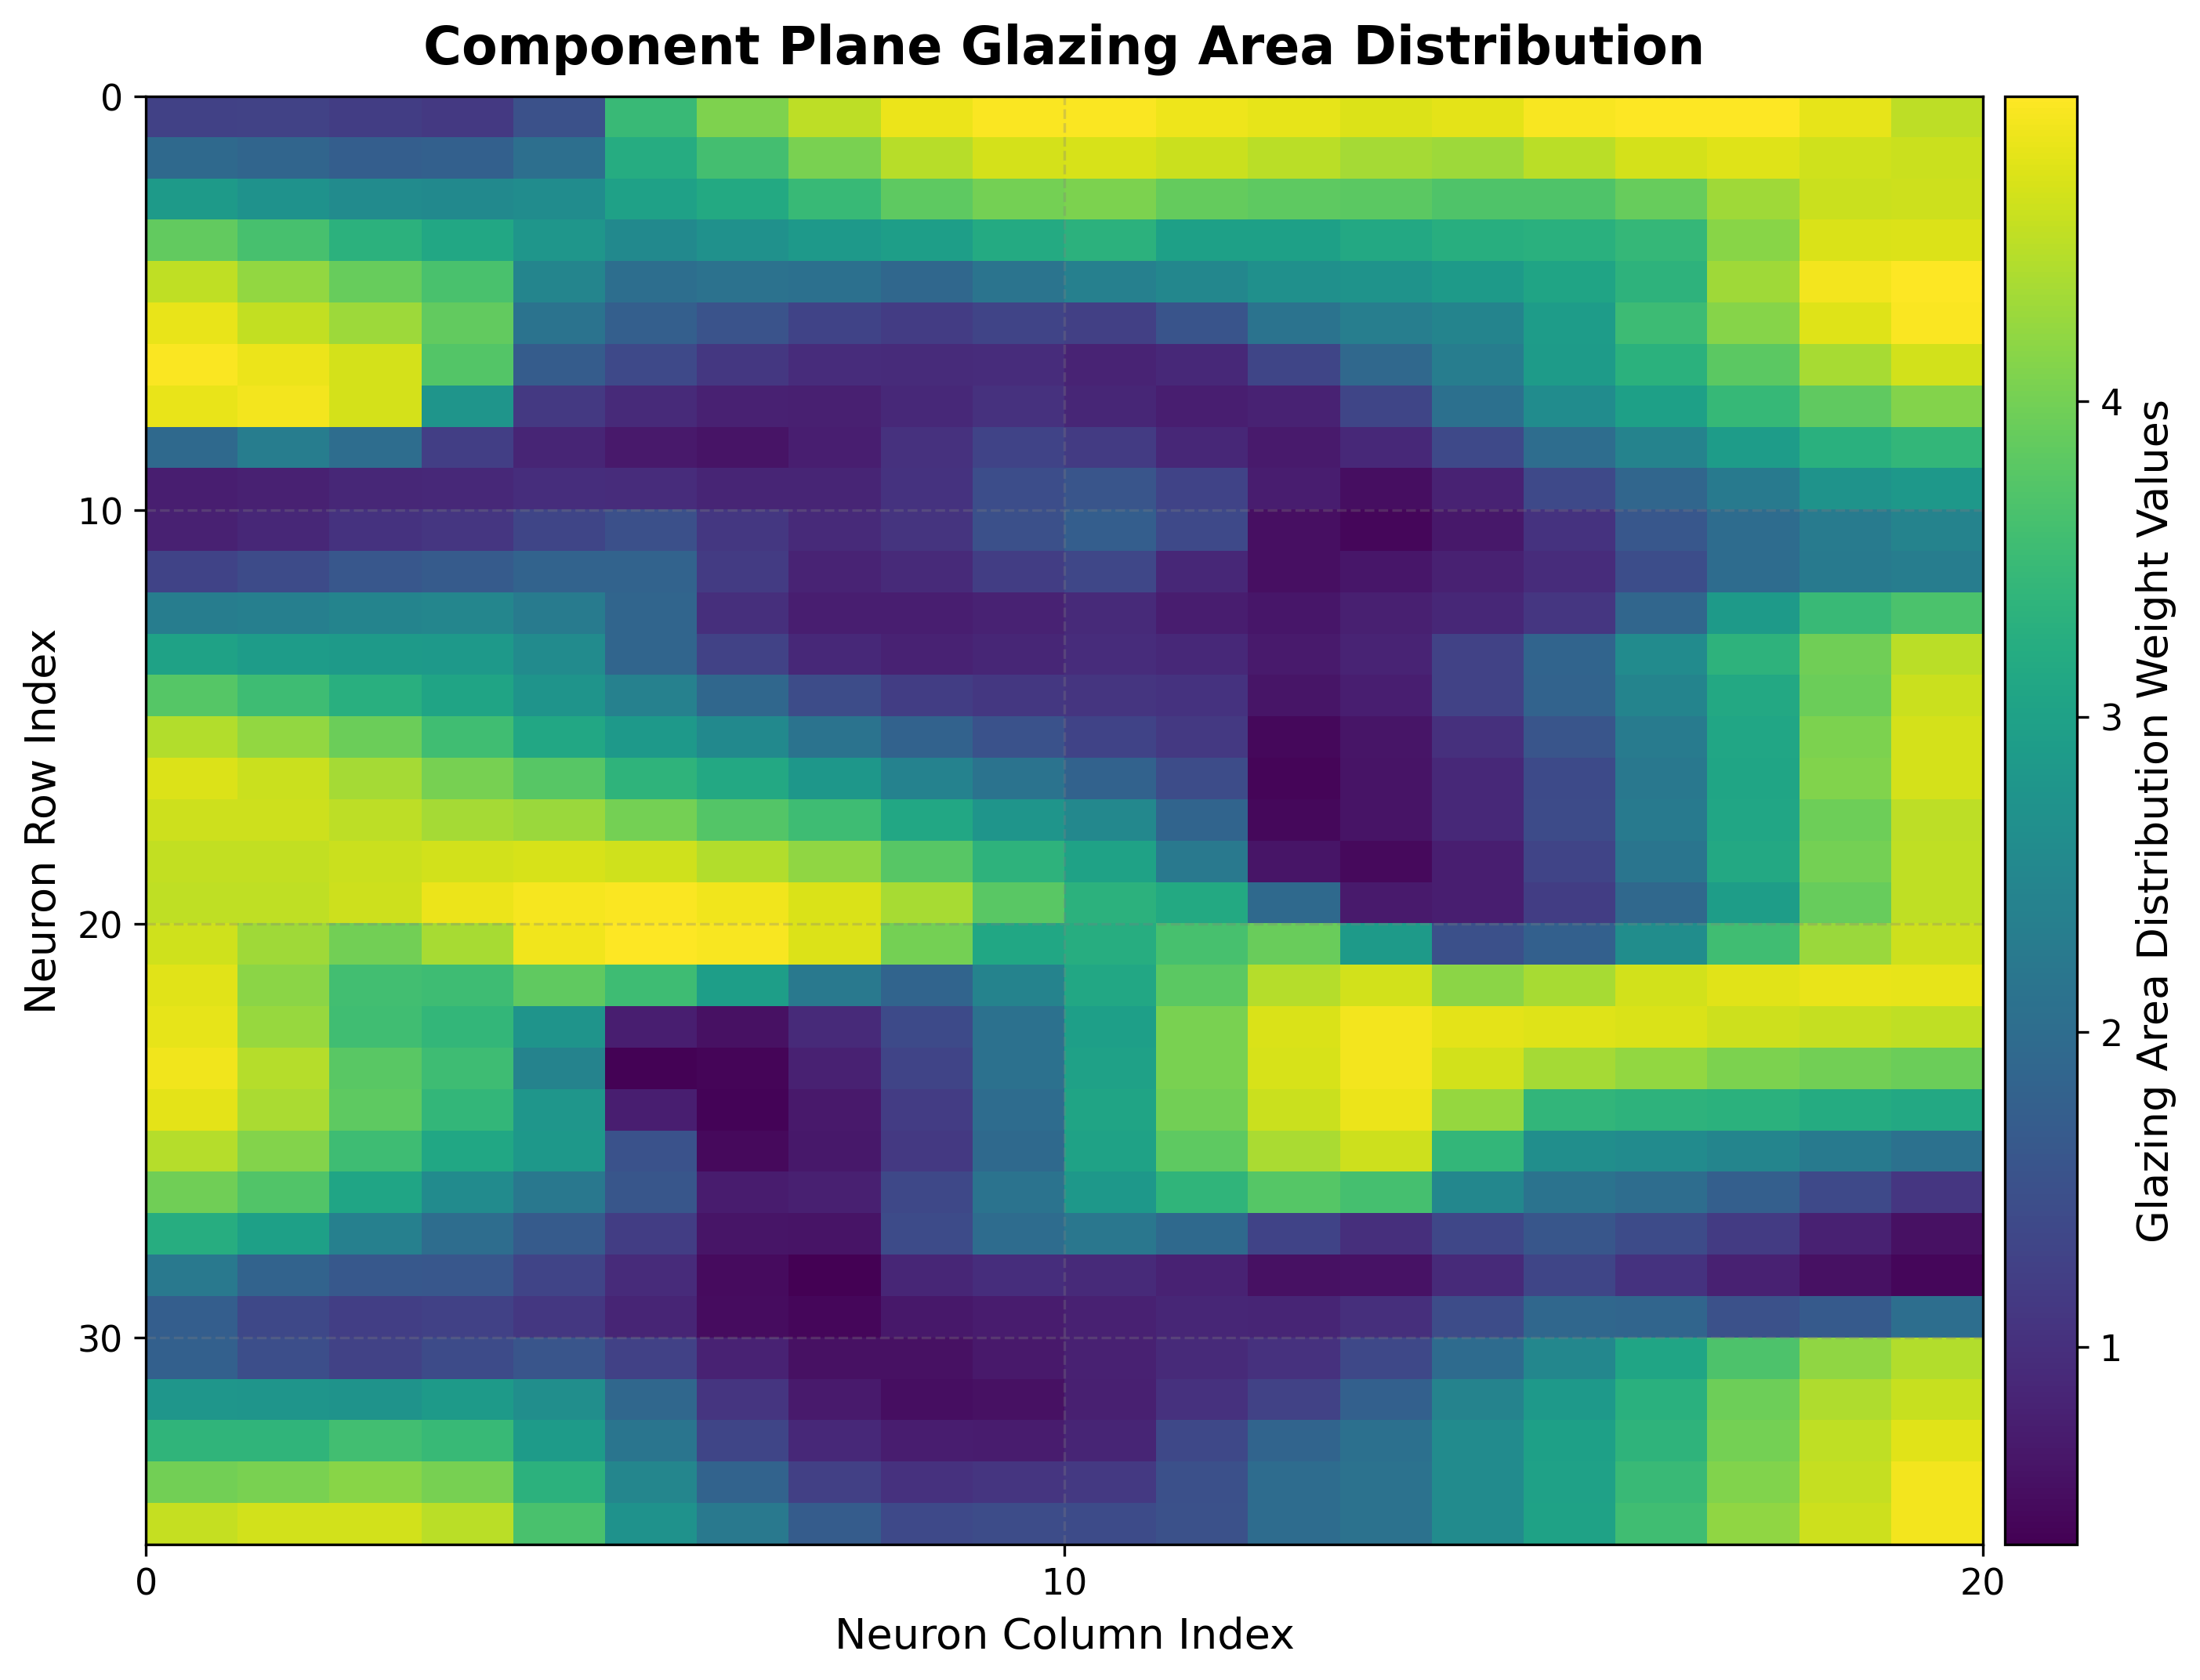 Component Plane Glazing Area Distribution
0
10
20
30
Neuron Row Index
0
10
20
Neuron Column Index
4
3
2
1
Glazing Area Distribution Weight Values